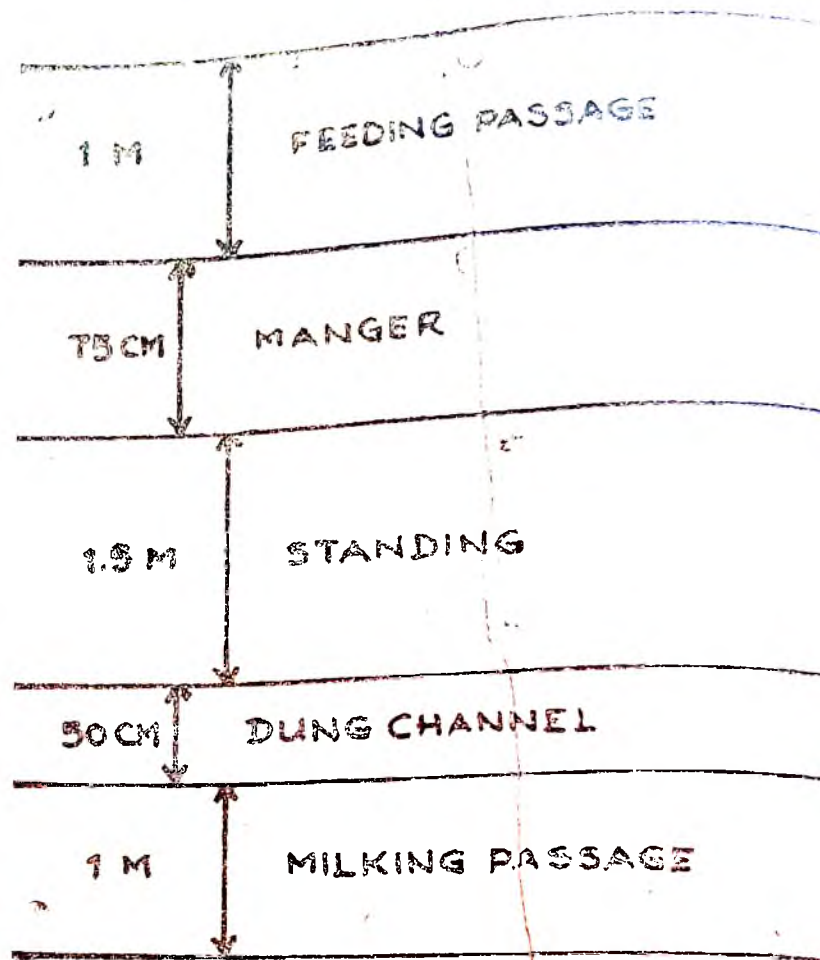 1 M FEEDING PASSAGE
75 CM MANGER
1.5 M STANDING
50 CM DUNG CHANNEL
1 M MILKING PASSAGE